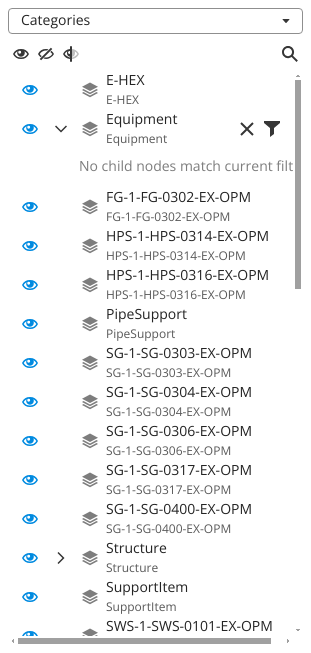 Categories
E-HEX
E-HEX
Equipment
Equipment
No child nodes match current filt
FG-1-FG-0302-EX-OPM
FG-1-FG-0302-EX-OPM
HPS-1-HPS-0314-EX-OPM
HPS-1-HPS-0314-EX-OPM
HPS-1-HPS-0316-EX-OPM
HPS-1-HPS-0316-EX-OPM
PipeSupport
PipeSupport
SG-1-SG-0303-EX-OPM
SG-1-SG-0303-EX-OPM
SG-1-SG-0304-EX-OPM
SG-1-SG-0304-EX-OPM
SG-1-SG-0306-EX-OPM
SG-1-SG-0306-EX-OPM
SG-1-SG-0317-EX-OPM
SG-1-SG-0317-EX-OPM
SG-1-SG-0400-EX-OPM
SG-1-SG-0400-EX-OPM
Structure
Structure
SupportItem
SupportItem
SWS-1-SWS-0101-EX-OPM